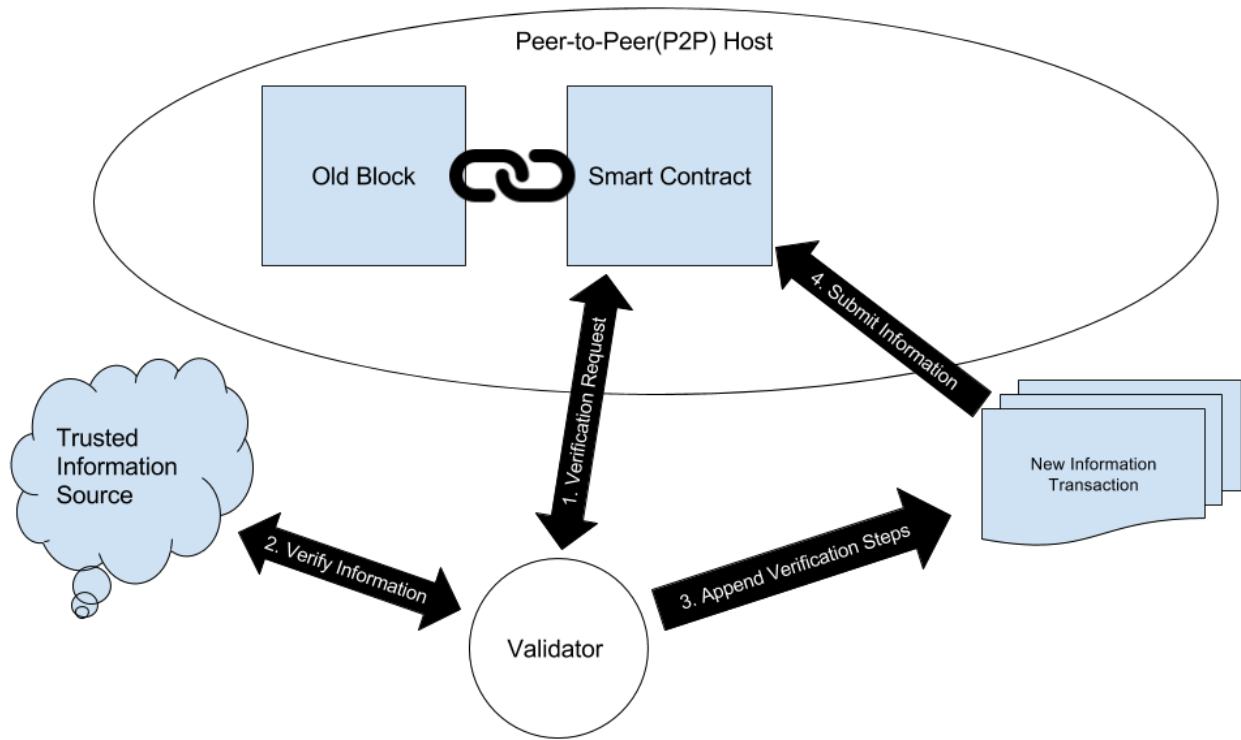 Peer-to-Peer(P2P) Host
Old Block
Smart Contract
4. Submit Information
1. Verification Request
Trusted
Information
Source
New Information
Transaction
2. Verify Information
3. Append Verification Steps
Validator